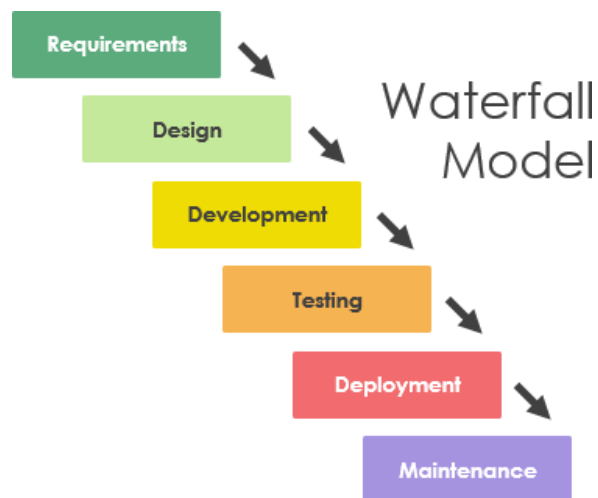 Requirements
Waterfall
Model
Design
Development
Testing
Deployment
Maintenance